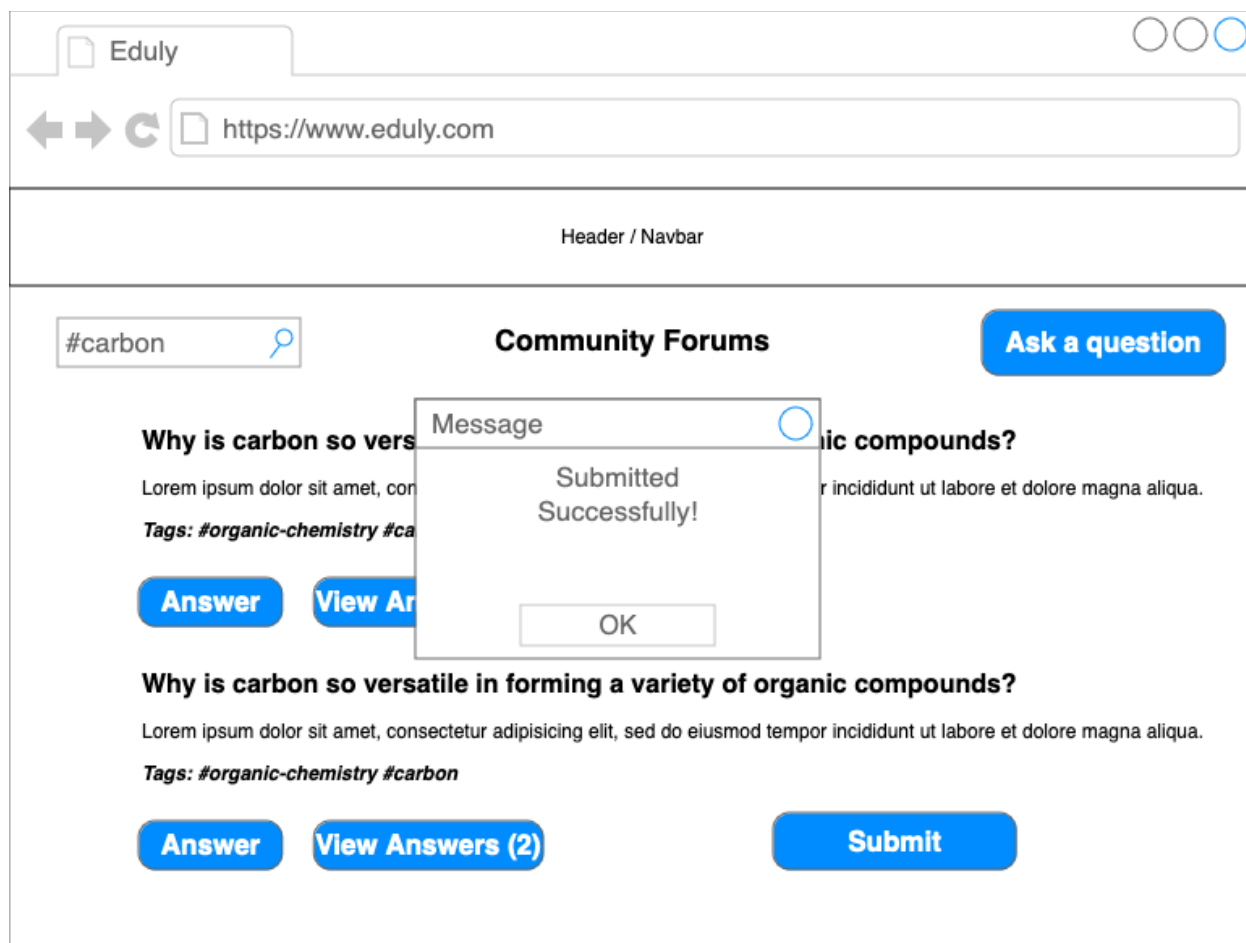 Eduly
https://www.eduly.com
Header / Navbar
#carbon
Community Forums
Ask a question
Why is carbon so vers
ic compounds?
Lorem ipsum dolor sit amet, con
r incididunt ut labore et dolore magna aliqua.
Tags: #organic-chemistry #ca
Answer
View An
Message
Submitted
Successfully!
OK
Why is carbon so versatile in forming a variety of organic compounds?
Lorem ipsum dolor sit amet, consectetur adipisicing elit, sed do eiusmod tempor incididunt ut labore et dolore magna aliqua.
Tags: #organic-chemistry #carbon
Answer
View Answers (2)
Submit